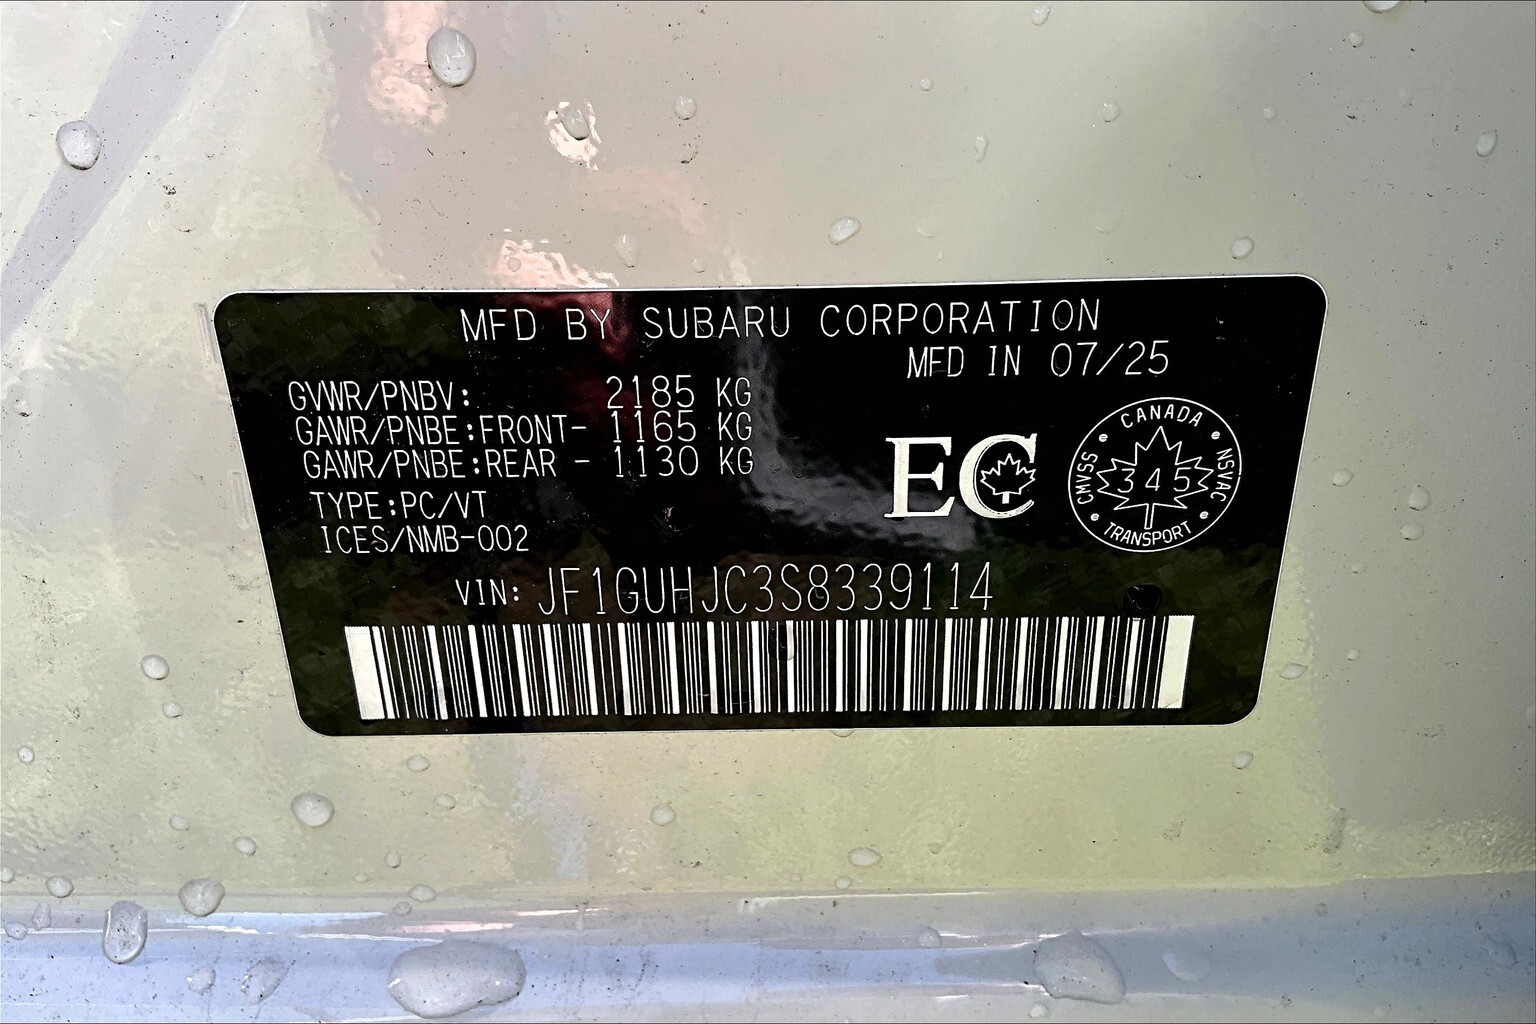 MFD BY SUBARU CORPORATION
MFD IN 07/25
GVWR/PNBV: 2185 KG
GAWR/PNBE:FRONT- 1165 KG
GAWR/PNBE:REAR - 1130 KG
TYPE:PC/VT
ICES/NMB-002
EC
CANADA
CMVSS
345
NSVAC
TRANSPORT
VIN: JF1GUHJC3S8339114